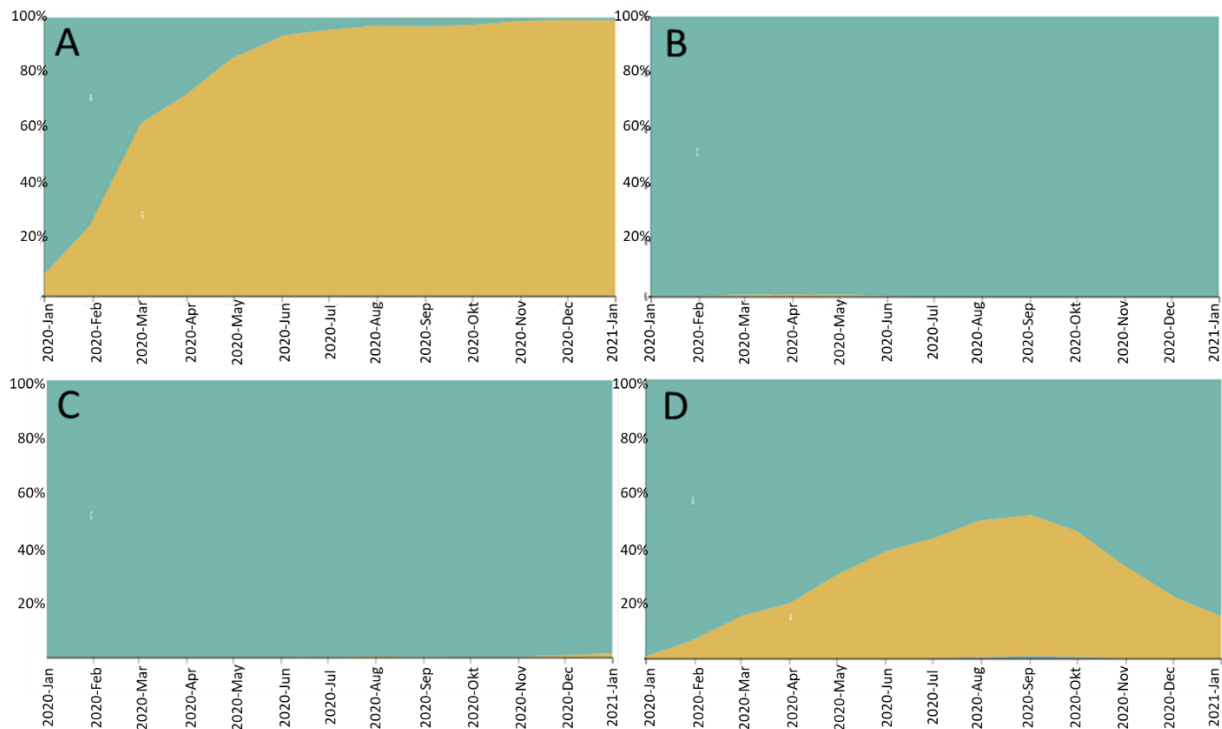 A
100%
80%
60%
40%
20%
2020-Jan
2020-Feb
2020-Mar
2020-Apr
2020-May
2020-Jun
2020-Jul
2020-Aug
2020-Sep
2020-Okt
2020-Nov
2020-Dec
2021-Jan
B
100%
80%
60%
40%
20%
2020-Jan
2020-Feb
2020-Mar
2020-Apr
2020-May
2020-Jun
2020-Jul
2020-Aug
2020-Sep
2020-Okt
2020-Nov
2020-Dec
2021-Jan
C
100%
80%
60%
40%
20%
2020-Jan
2020-Feb
2020-Mar
2020-Apr
2020-May
2020-Jun
2020-Jul
2020-Aug
2020-Sep
2020-Okt
2020-Nov
2020-Dec
2021-Jan
D
100%
80%
60%
40%
20%
2020-Jan
2020-Feb
2020-Mar
2020-Apr
2020-May
2020-Jun
2020-Jul
2020-Aug
2020-Sep
2020-Okt
2020-Nov
2020-Dec
2021-Jan